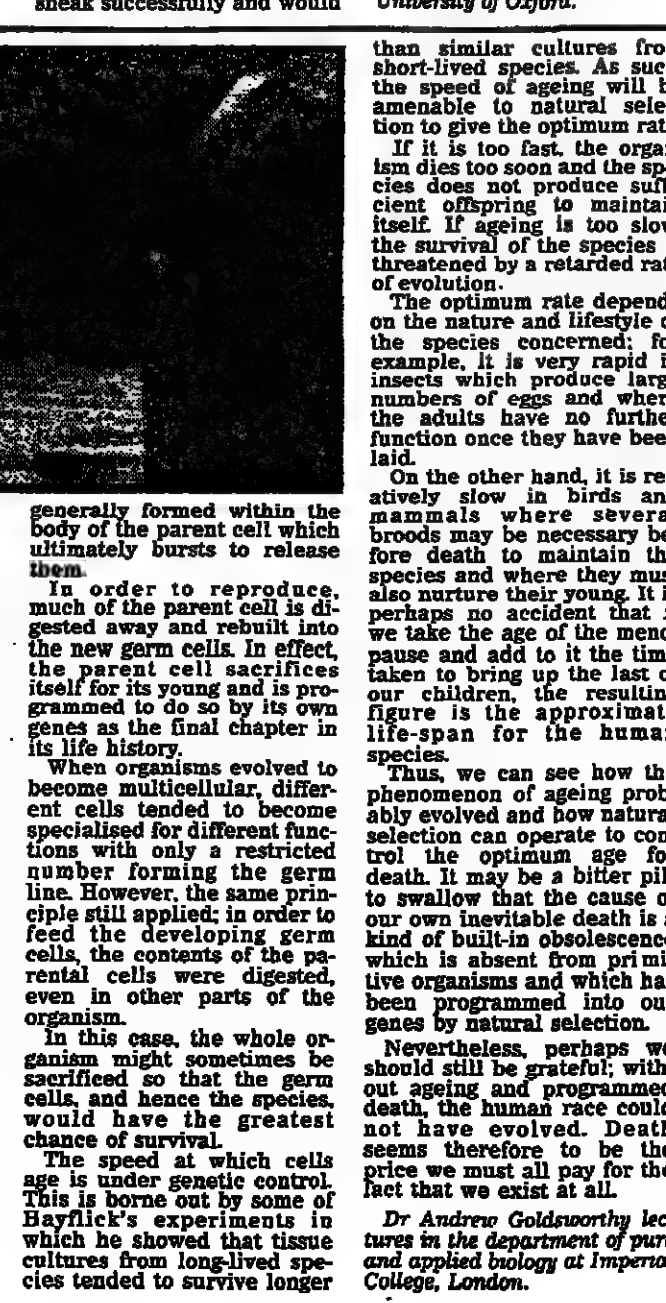 sneak successfully and would
University of Oxford.
generally formed within the
body of the parent cell which
ultimately bursts to release
them.
In order to reproduce,
much of the parent cell is di-
gested away and rebuilt into
the new germ cells. In effect,
the parent cell sacrifices
itself for its young and is pro-
grammed to do so by its own
genes as the final chapter in
its life history.
When organisms evolved to
become multicellular, differ-
ent cells tended to become
specialised for different func-
tions with only a restricted
number forming the germ
line. However, the same prin-
ciple still applied; in order to
feed the developing germ
cells, the contents of the pa-
rental cells were digested,
even in other parts of the
organism.
In this case, the whole or-
ganism might sometimes be
sacrificed so that the germ
cells, and hence the species,
would have the greatest
chance of survival.
The speed at which cells
age is under genetic control.
This is borne out by some of
Hayflick's experiments in
which he showed that tissue
cultures from long-lived spe-
cies tended to survive longer
than similar cultures fro
short-lived species. As suc
the speed of ageing will b
amenable to natural sele
tion to give the optimum rat
If it is too fast, the orga
ism dies too soon and the sp
cies does not produce suff
cient offspring to maintai
itself. If ageing is too slow
the survival of the species
threatened by a retarded rat
of evolution.
The optimum rate depend
on the nature and lifestyle o
the species concerned; fo
example, it is very rapid i
insects which produce larg
numbers of eggs and wher
the adults have no furthe
function once they have bee
laid.
On the other hand, it is re
atively slow in birds an
mammals where severa
broods may be necessary be
fore death to maintain th
species and where they mus
also nurture their young. It i
perhaps no accident that
we take the age of the meno
pause and add to it the tim
taken to bring up the last o
our children, the resultin
figure is the approximat
life-span for the huma
species.
Thus, we can see how th
phenomenon of ageing prob
ably evolved and how natura
selection can operate to con
trol the optimum age fo
death. It may be a bitter pil
to swallow that the cause o
our own inevitable death is a
kind of built-in obsolescence
which is absent from primi
tive organisms and which ha
been programmed into ou
genes by natural selection.
Nevertheless, perhaps we
should still be grateful; with-
out ageing and programmed
death, the human race could
not have evolved. Death
seems therefore to be the
price we must all pay for the
fact that we exist at all.
Dr Andrew Goldsworthy lec
tures in the department of pure
and applied biology at Imperia
College, London.